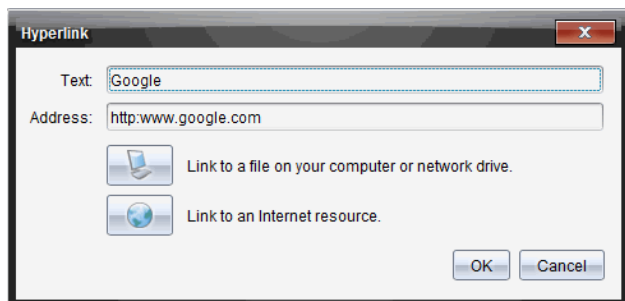 Hyperlink
Text: Google
Address: http:www.google.com
Link to a file on your computer or network drive.
Link to an Internet resource.
OK Cancel